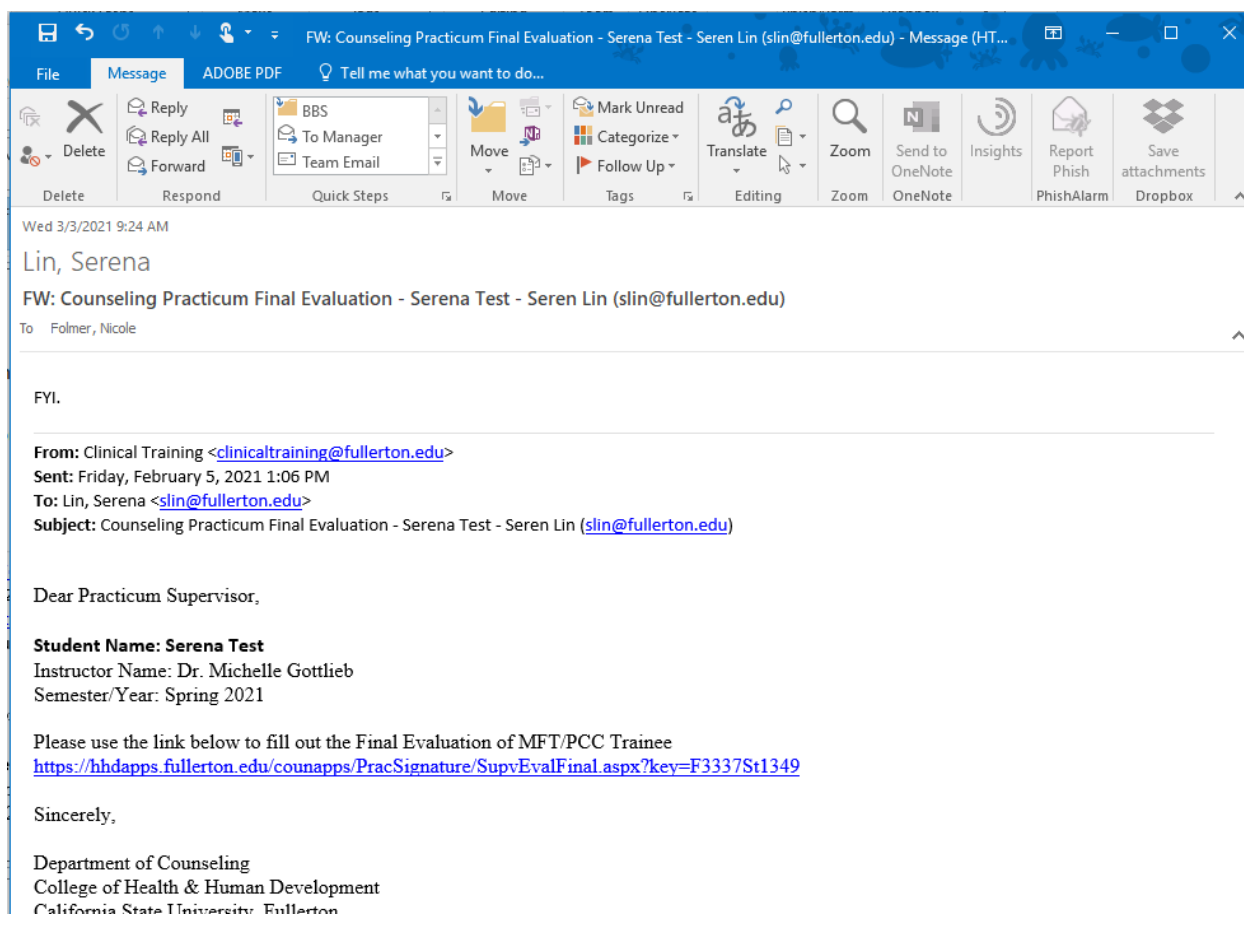 FW: Counseling Practicum Final Evaluation - Serena Test - Seren Lin (slin@fullerton.edu) - Message (HT...
File Message ADOBE PDF Tell me what you want to do...
Delete
Reply
Reply All
Forward
BBS
To Manager
Team Email
Move
Mark Unread
Categorize
Follow Up
Translate
Zoom
Send to
OneNote
Insights
Report
Phish
Save
attachments
Delete Respond Quick Steps Move Tags Editing Zoom OneNote PhishAlarm Dropbox
Wed 3/3/2021 9:24 AM
Lin, Serena
FW: Counseling Practicum Final Evaluation - Serena Test - Seren Lin (slin@fullerton.edu)
To Folmer, Nicole
FYI.
From: Clinical Training <clinicaltraining@fullerton.edu>
Sent: Friday, February 5, 2021 1:06 PM
To: Lin, Serena <slin@fullerton.edu>
Subject: Counseling Practicum Final Evaluation - Serena Test - Seren Lin (slin@fullerton.edu)
Dear Practicum Supervisor,
Student Name: Serena Test
Instructor Name: Dr. Michelle Gottlieb
Semester/Year: Spring 2021
Please use the link below to fill out the Final Evaluation of MFT/PCC Trainee
https://hhdapps.fullerton.edu/counapps/PracSignature/SupvEvalFinal.aspx?key=F3337St1349
Sincerely,
Department of Counseling
College of Health & Human Development
California State University, Fullerton